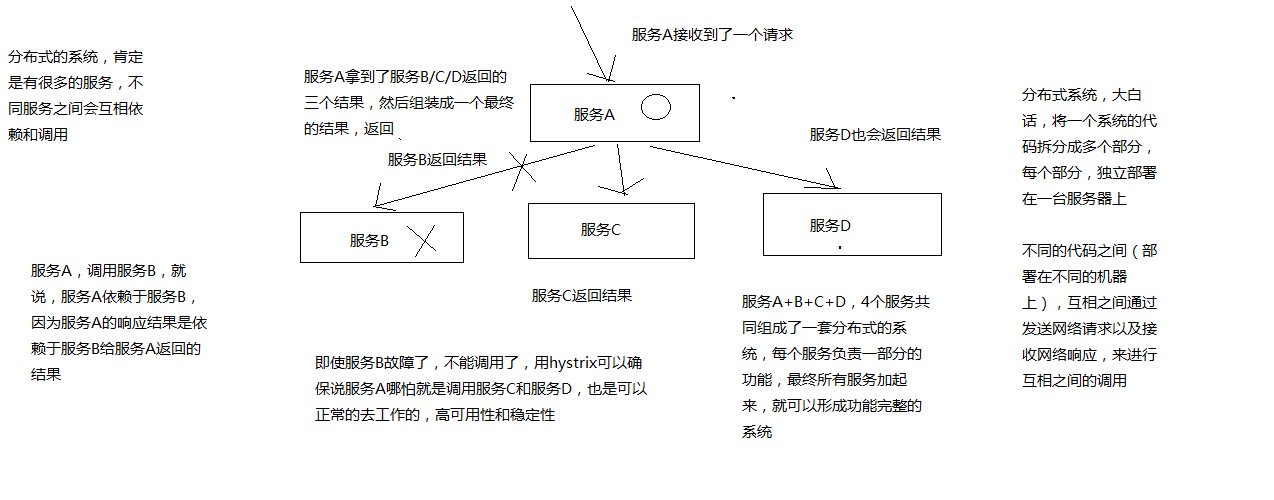 服务A接收到了一个请求
分布式的系统，肯定
是有很多的服务，不
同服务之间会互相依
赖和调用
服务A拿到了服务B/C/D返回的
三个结果，然后组装成一个最终
的结果，返回
服务A
服务B返回结果
服务D也会返回结果
分布式系统，大白
话，将一个系统的代
码拆分成多个部分，
每个部分，独立部署
在一台服务器上
服务B
服务C
服务D
服务A，调用服务B，就
说，服务A依赖于服务B，
因为服务A的响应结果是依
赖于服务B给服务A返回的
结果
服务C返回结果
即使服务B故障了，不能调用了，用hystrix可以确
保说服务A哪怕就是调用服务C和服务D，也是可以
正常的去工作的，高可用性和稳定性
服务A+B+C+D，4个服务共
同组成了一套分布式的系
统，每个服务负责一部分的
功能，最终所有服务加起
来，就可以形成功能完整的
系统
不同的代码之间（部
署在不同的机器
上），互相之间通过
发送网络请求以及接
收网络响应，来进行
互相之间的调用